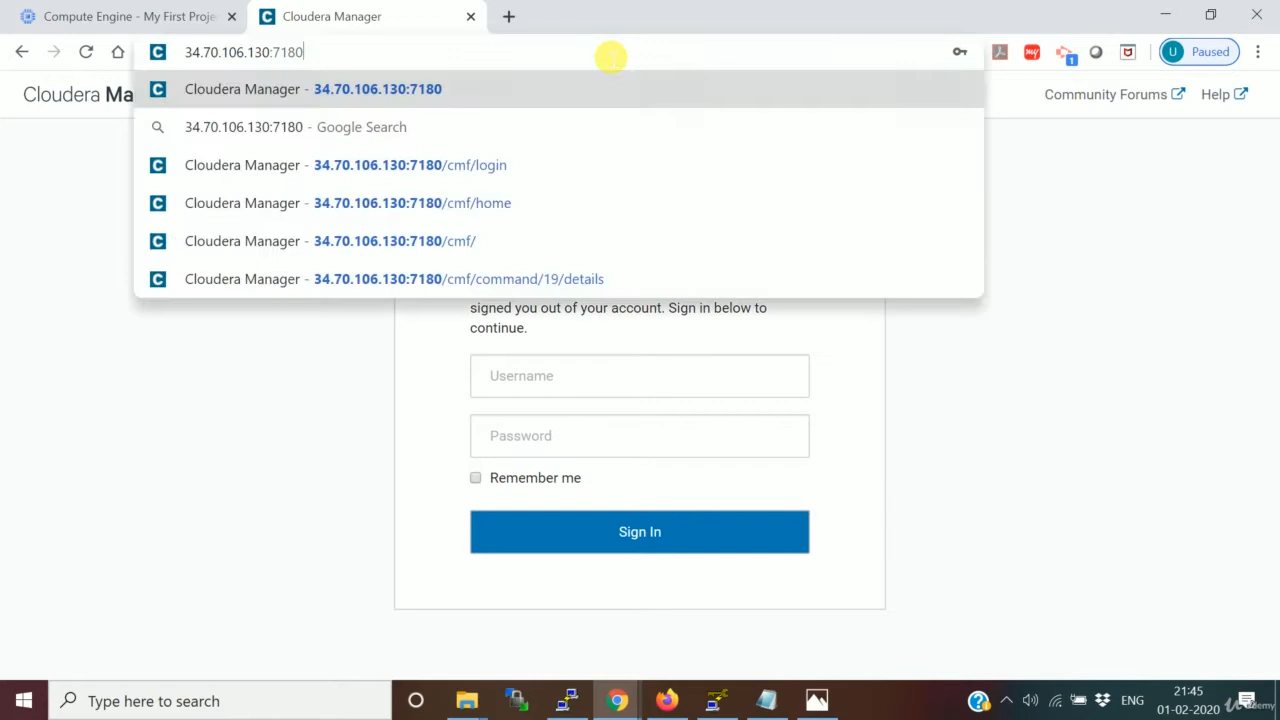 Compute Engine - My First Proje
Cloudera Manager
34.70.106.130:7180
1
U Paused
Cloudera Ma
Community Forums
Help
Cloudera Manager - 34.70.106.130:7180
34.70.106.130:7180 - Google Search
Cloudera Manager - 34.70.106.130:7180/cmf/login
Cloudera Manager - 34.70.106.130:7180/cmf/home
Cloudera Manager - 34.70.106.130:7180/cmf/
Cloudera Manager - 34.70.106.130:7180/cmf/command/19/details
signed you out of your account. Sign in below to
continue.
Username
Password
Remember me
Sign In
Type here to search
ENG
21:45
01-02-2020
Udemy